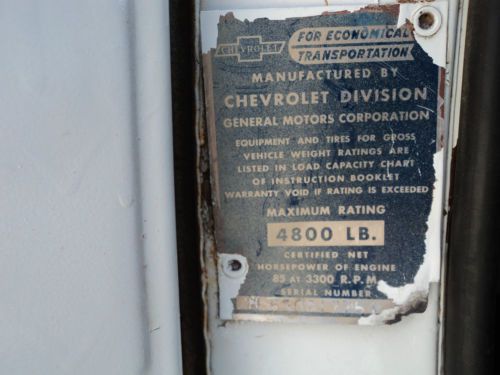 CHEVROLET
FOR ECONOMICAL
TRANSPORTATION
MANUFACTURED BY
CHEVROLET DIVISION
GENERAL MOTORS CORPORATION
EQUIPMENT AND TIRES FOR GROSS
VEHICLE WEIGHT RATINGS ARE
LISTED IN LOAD CAPACITY CHART
OF INSTRUCTION BOOKLET
WARRANTY VOID IF RATING IS EXCEEDED
MAXIMUM RATING
4800 LB.
CERTIFIED NET
HORSEPOWER OF ENGINE
85 AT 3300 R.P.M.
SERIAL NUMBER